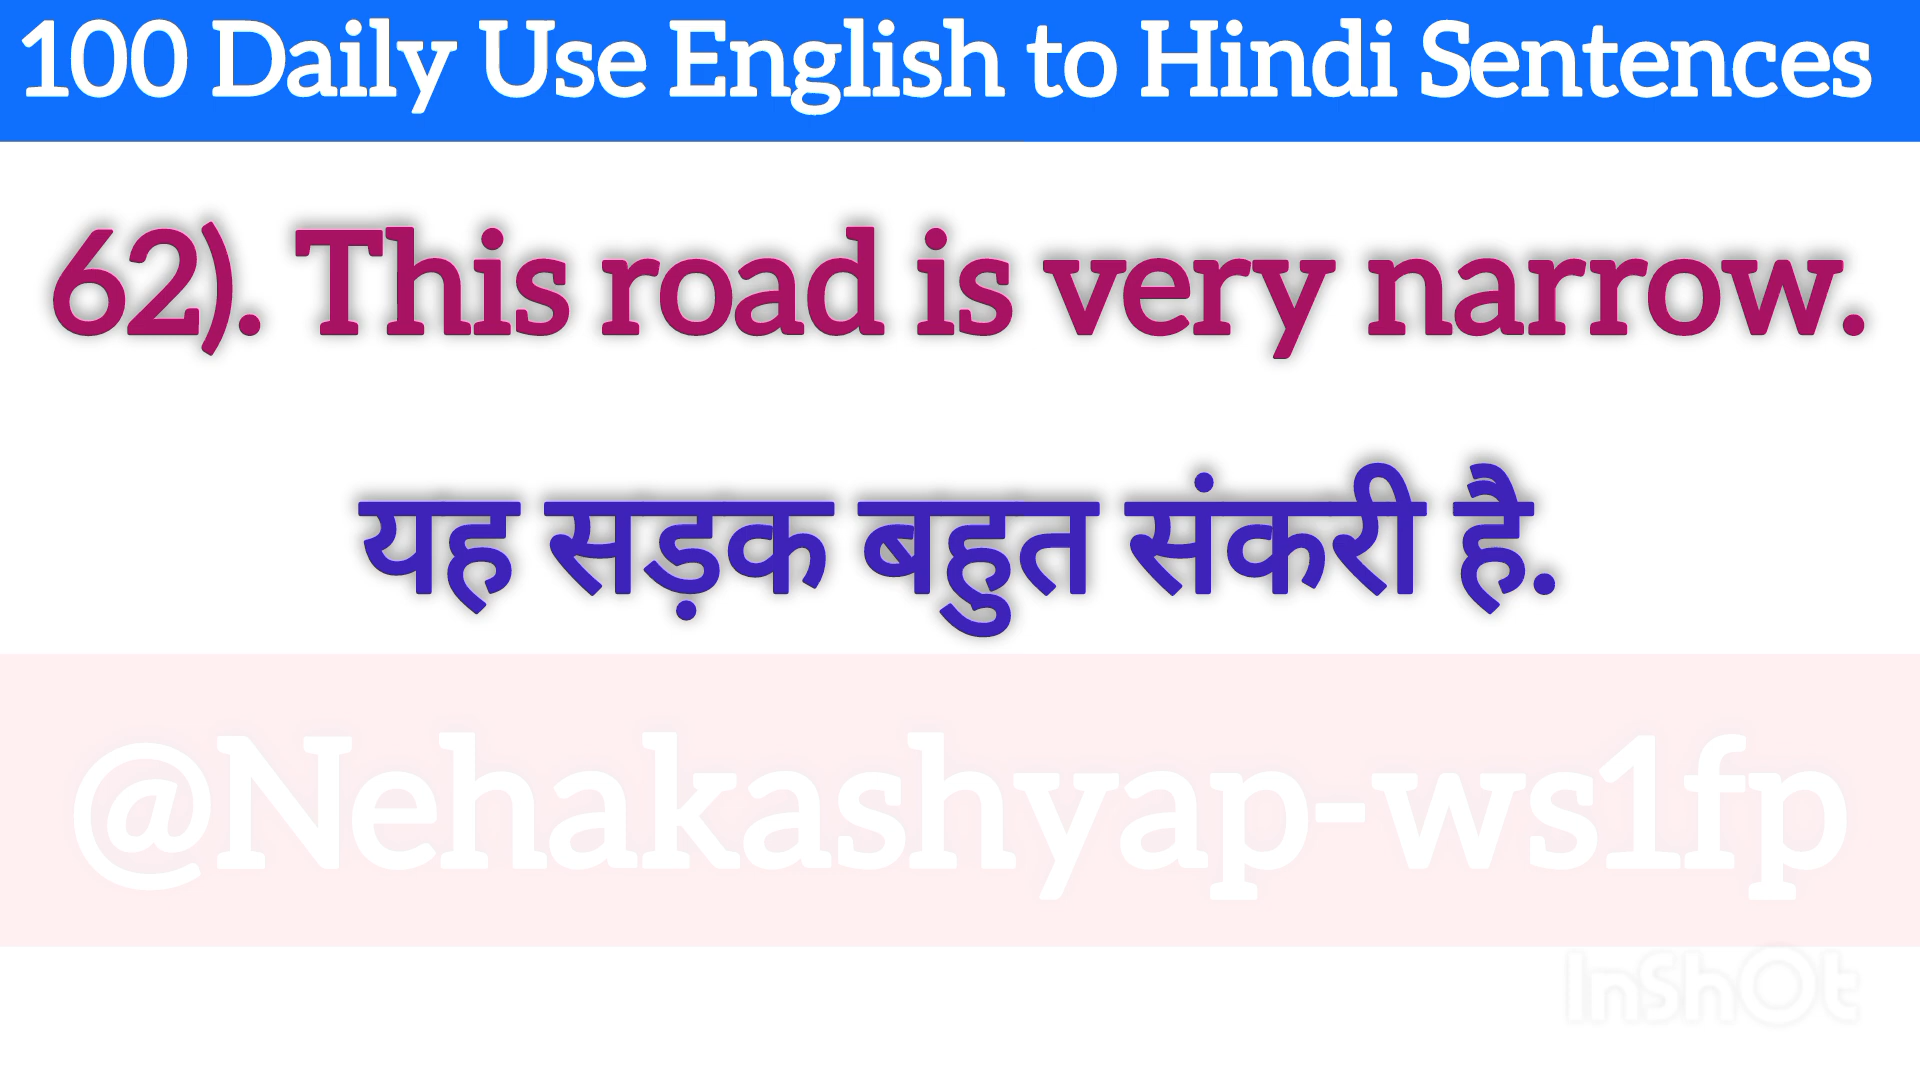 100 Daily Use English to Hindi Sentences
62). This road is very narrow.
यह सड़क बहुत संकरी है.
@Nehakashyap-ws1fp
InShOt